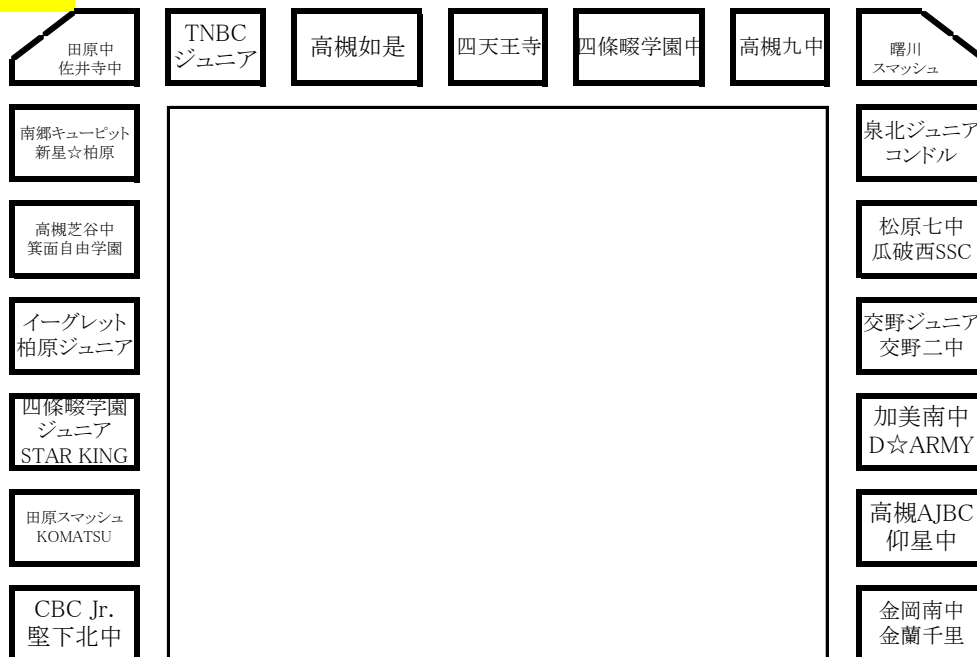 田原中
佐井寺中
TNBC
ジュニア
高槻如是
四天王寺
四條畷学園中
高槻九中
曙川
スマッシュ
南郷キューピット
新星☆柏原
泉北ジュニア
コンドル
高槻芝谷中
箕面自由学園
松原七中
瓜破西SSC
イーグレット
柏原ジュニア
交野ジュニア
交野二中
四條畷学園
ジュニア
STAR KING
加美南中
D☆ARMY
田原スマッシュ
KOMATSU
高槻AJBC
仰星中
CBC Jr.
堅下北中
金岡南中
金蘭千里